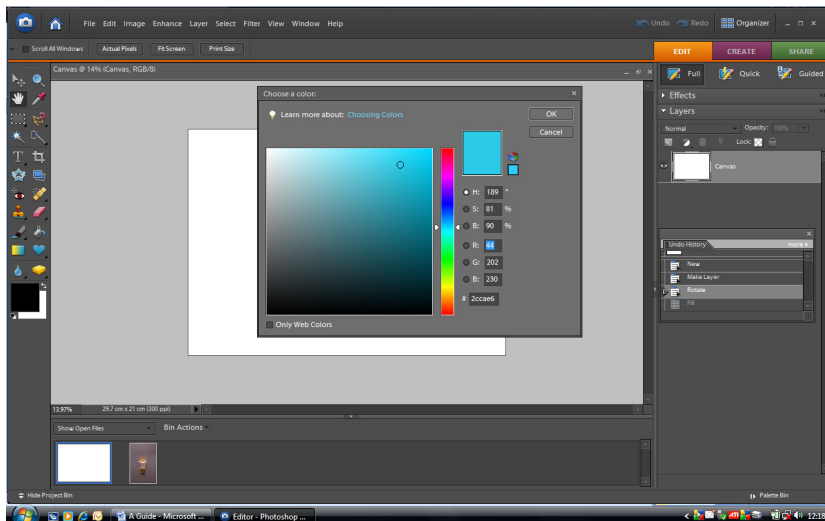 File Edit Image Enhance Layer Select Filter View Window Help
Undo Redo Organizer
Scroll All Windows Actual Pixels Fit Screen Print Size
EDIT CREATE SHARE
Canvas @ 14% (Canvas, RGB/8)
Full Quick Guided
Effects
Layers
Normal Opacity: 100%
Lock:
Canvas
Choose a color:
Learn more about: Choosing Colors
OK
Cancel
H: 189 °
S: 81 %
B: 90 %
R: 44
G: 202
B: 230
# 2ccae6
Only Web Colors
Undo History more
New
Make Layer
Rotate
Fill
13.97% 29.7 cm x 21 cm (300 ppi)
Show Open Files Bin Actions
Hide Project Bin
Palette Bin
A Guide - Microsoft ... Editor - Photoshop ... 12:18